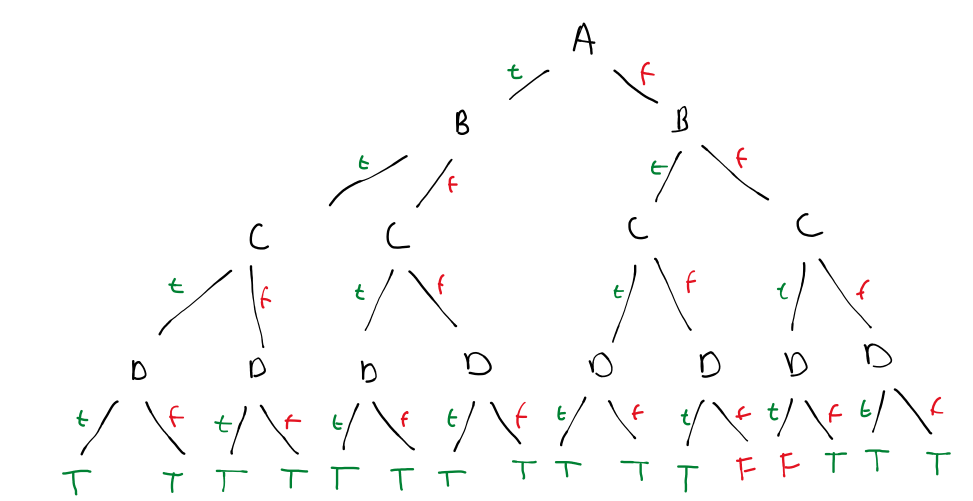 A
t f
B B
t f t f
C C C C
t f t f t f t f
D D D D D D D D
t f t f t f t f t f t f t f t f
T T T T T T T T T T T F F T T T